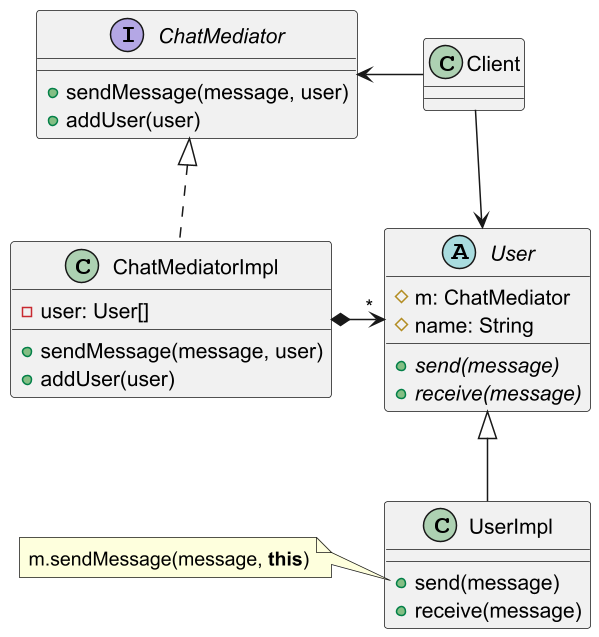 I ChatMediator
sendMessage(message, user)
addUser(user)
C Client
C ChatMediatorImpl
user: User[]
sendMessage(message, user)
addUser(user)
*
A User
m: ChatMediator
name: String
send(message)
receive(message)
C UserImpl
send(message)
receive(message)
m.sendMessage(message, this)